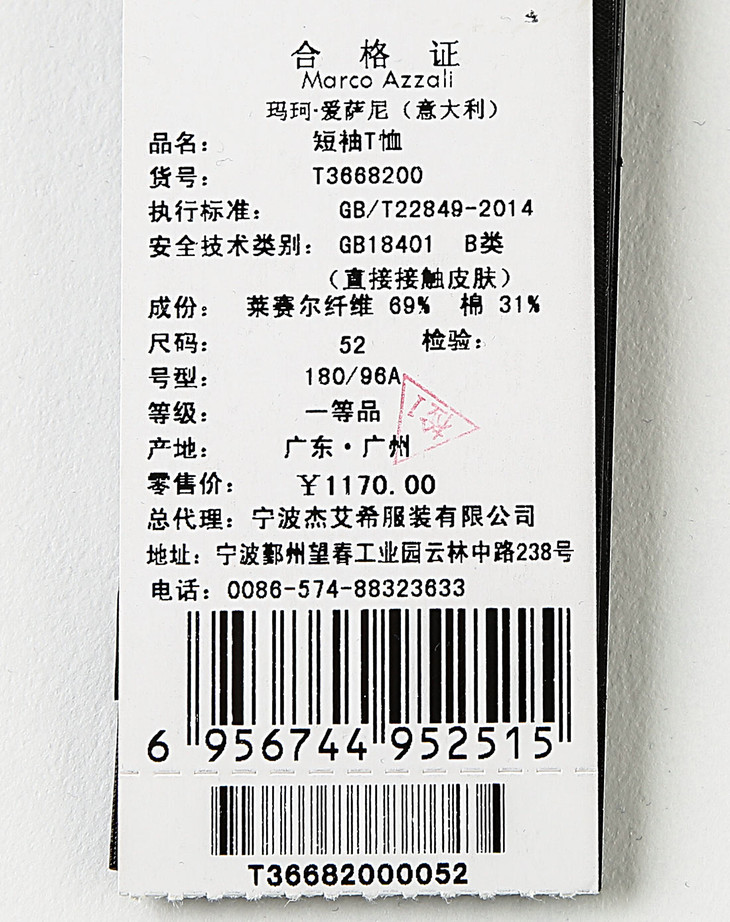 合格证
Marco Azzali
玛珂·爱萨尼（意大利）
品名： 短袖T恤
货号： T3668200
执行标准： GB/T22849-2014
安全技术类别： GB18401 B类
（直接接触皮肤）
成份： 莱赛尔纤维 69% 棉 31%
尺码： 52 检验：
号型： 180/96A
检1
等级： 一等品
产地： 广东·广州
零售价： ￥1170.00
总代理：宁波杰艾希服装有限公司
地址：宁波鄞州望春工业园云林中路238号
电话：0086-574-88323633
6 956744 952515
T36682000052